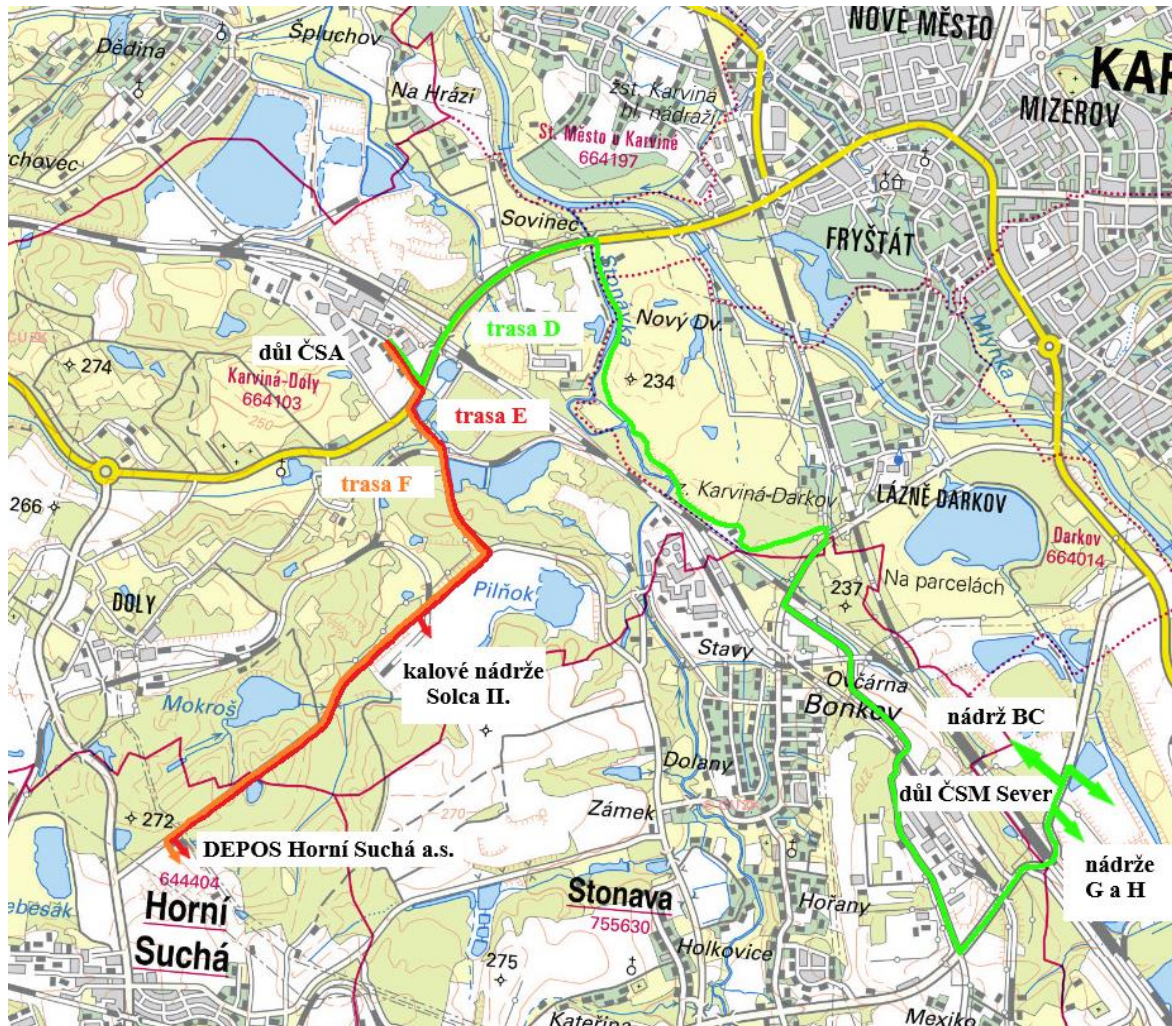 Dědina
Špluchov
NOVÉ MĚSTO
KAR
Na Hrázi
žst. Karviná
hl. nádraží
MIZEROV
St. Město u Karviné
664197
Sovinec
FRYŠTÁT
trasa D
Nový Dv.
Mlýnka
důl ČSA
274
Karviná-Doly
664103
250
234
trasa E
trasa F
266
z. Karviná-Darkov
LÁZNĚ DARKOV
Darkov
664014
Na parcelách
237
Pilňok
DOLY
Stavy
kalové nádrže
Solca II.
Ovčárna
Mokroš
Bonkov
nádrž BC
Dolany
důl ČSM Sever
272
Zámek
270
DEPOS Horní Suchá a.s.
644404
nádrže
G a H
Horní
Suchá
Stonava
755630
Hořany
Holkovice
275
Kateřina
Mexiko